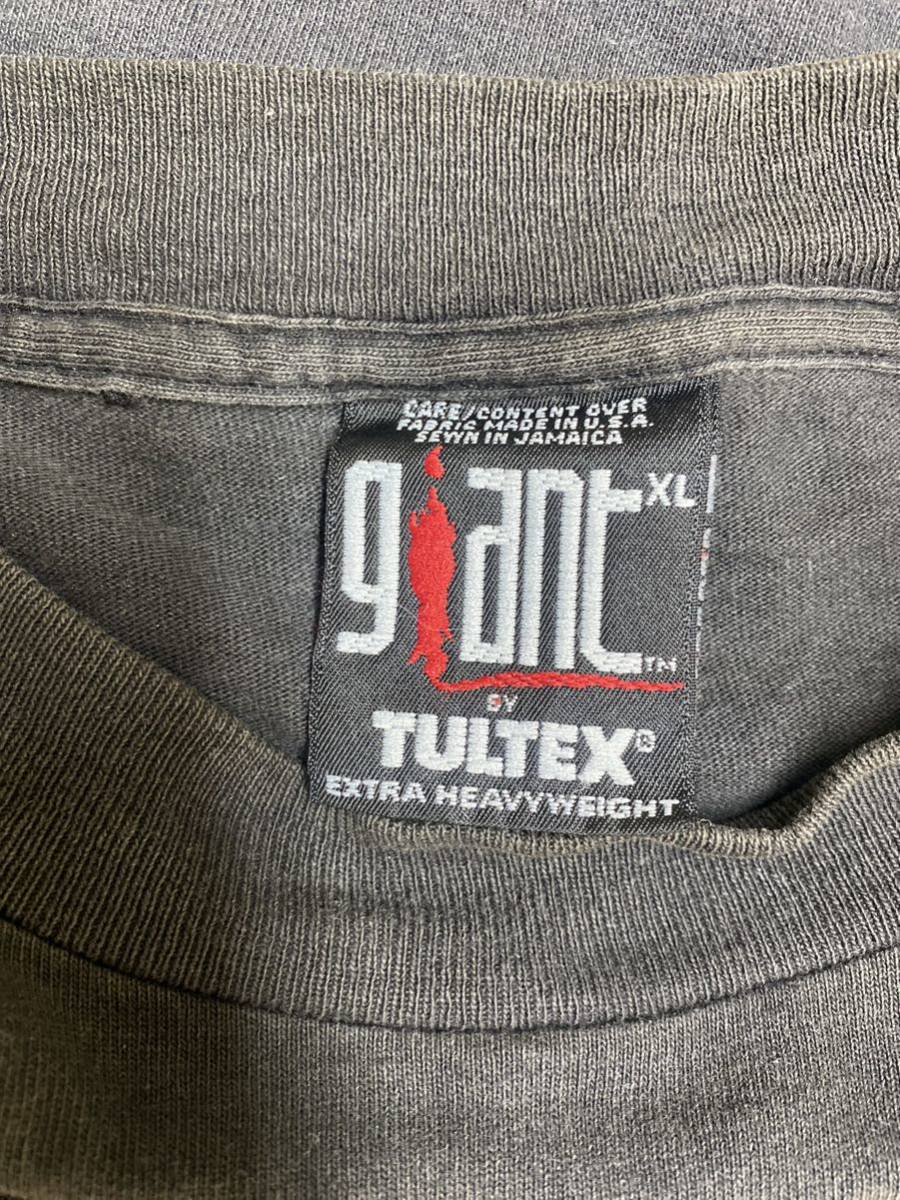 CARE/CONTENT OVER
FABRIC MADE IN U.S.A.
SEWN IN JAMAICA
giant XL
TM
BY
TULTEX®
EXTRA HEAVYWEIGHT